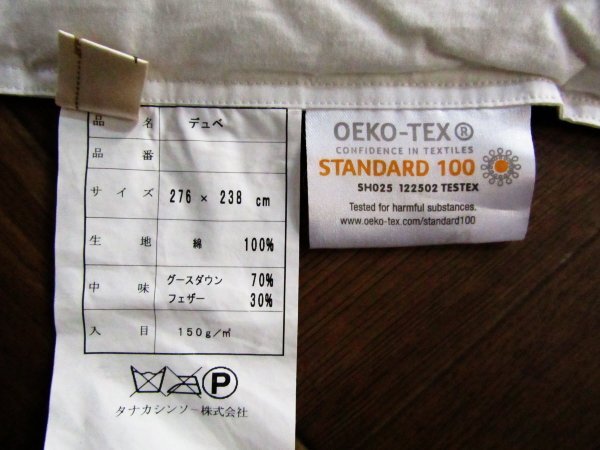 品名 デュベ
品番
サイズ 276 × 238 cm
生地 綿 100%
中味 グースダウン 70%
フェザー 30%
入目 150g/㎡
P
タナカシンソー株式会社
OEKO-TEX®
CONFIDENCE IN TEXTILES
STANDARD 100
SH025 122502 TESTEX
Tested for harmful substances.
www.oeko-tex.com/standard100